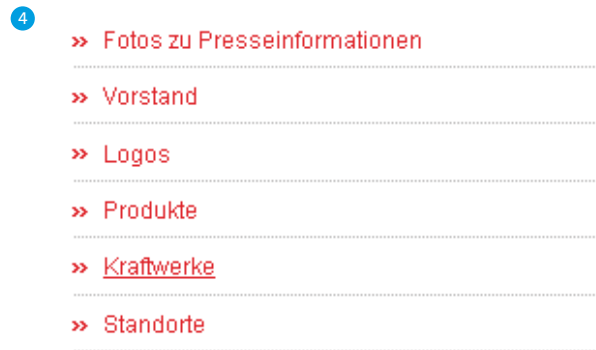 4
» Fotos zu Presseinformationen
» Vorstand
» Logos
» Produkte
» Kraftwerke
» Standorte